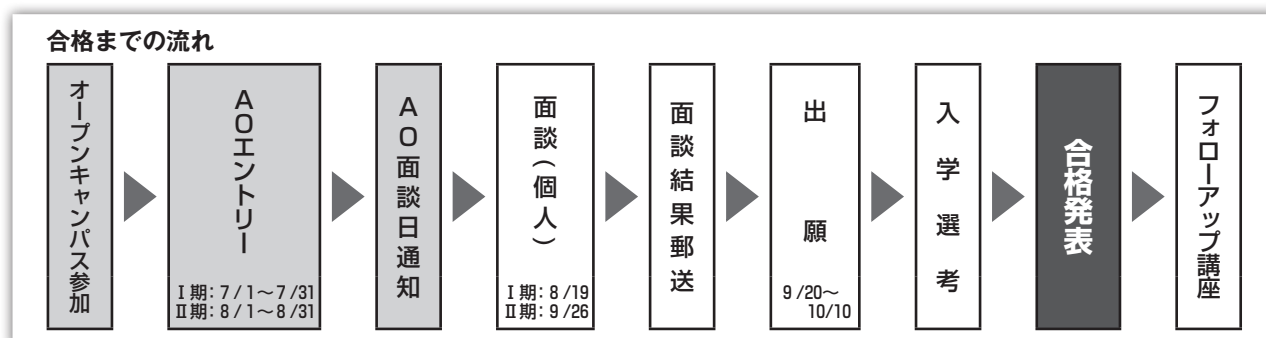 合格までの流れ
オープンキャンパス参加
AOエントリー
Ⅰ期：7/1～7/31
Ⅱ期：8/1～8/31
AO面談日通知
面談（個人）
Ⅰ期：8/19
Ⅱ期：9/26
面談結果郵送
出願
9/20～
10/10
入学選考
合格発表
フォローアップ講座